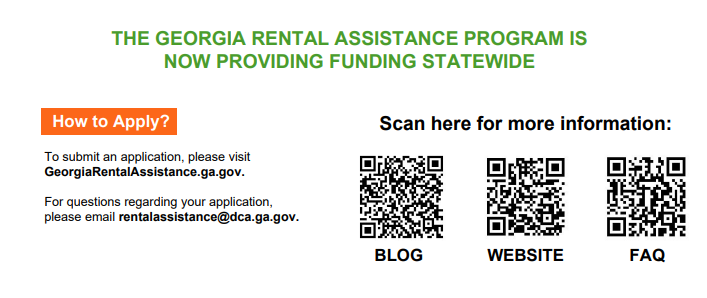 THE GEORGIA RENTAL ASSISTANCE PROGRAM IS
NOW PROVIDING FUNDING STATEWIDE
How to Apply?
To submit an application, please visit
GeorgiaRentalAssistance.ga.gov.
For questions regarding your application,
please email rentalassistance@dca.ga.gov.
Scan here for more information:
BLOG
WEBSITE
FAQ